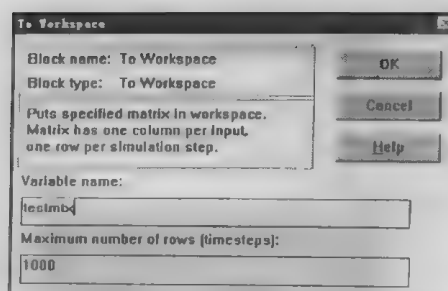 To Workspace
Block name: To Workspace
Block type: To Workspace
OK
Puts specified matrix in workspace.
Matrix has one column per input,
one row per simulation step.
Cancel
Help
Variable name:
Maximum number of rows (timesteps):
1000